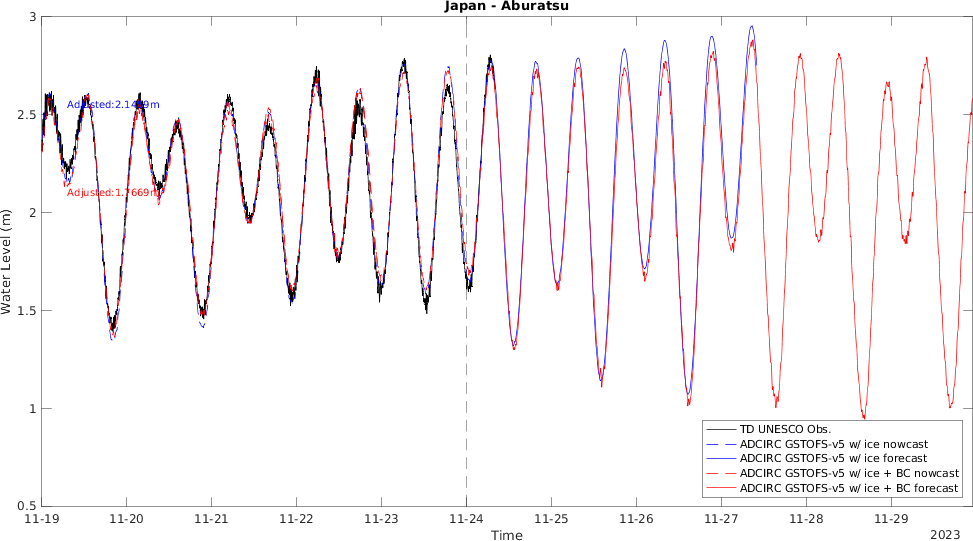 Japan - Aburatsu
Water Level (m)
3
2.5
2
1.5
1
0.5
Adjusted:
Adjusted:
TD UNESCO Obs.
ADCIRC GSTOFS-v5 w/ ice nowcast
ADCIRC GSTOFS-v5 w/ ice forecast
ADCIRC GSTOFS-v5 w/ ice + BC nowcast
ADCIRC GSTOFS-v5 w/ ice + BC forecast
11-19 11-20 11-21 11-22 11-23 11-24 11-25 11-26 11-27 11-28 11-29
Time
2023